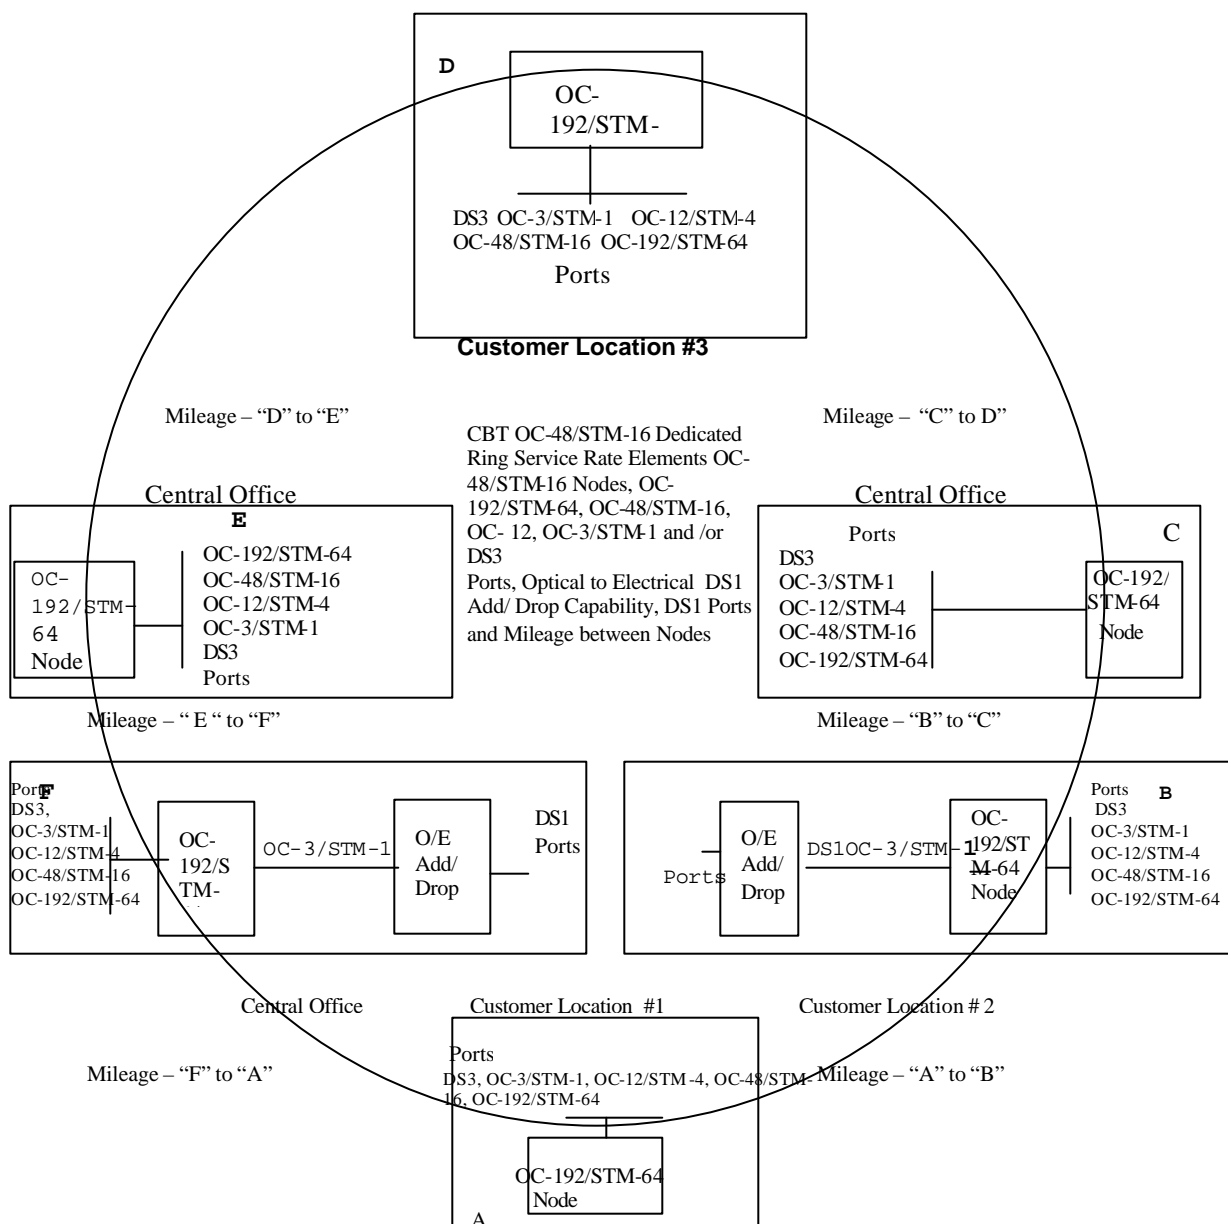 D
OC-
192/STM-
DS3 OC-3/STM-1 OC-12/STM-4
OC-48/STM-16 OC-192/STM-64
Ports
Customer Location #3
Mileage – “D” to “E”
Mileage – “C” to D”
CBT OC-48/STM-16 Dedicated
Ring Service Rate Elements OC-
48/STM-16 Nodes, OC-
192/STM-64, OC-48/STM-16,
OC- 12, OC-3/STM-1 and /or
DS3
Ports, Optical to Electrical DS1
Add/ Drop Capability, DS1 Ports
and Mileage between Nodes
Central Office
E
OC-
192/STM-
64
Node
OC-192/STM-64
OC-48/STM-16
OC-12/STM-4
OC-3/STM-1
DS3
Ports
Central Office
Ports
C
DS3
OC-3/STM-1
OC-12/STM-4
OC-48/STM-16
OC-192/STM-64
OC-192/
STM-64
Node
Mileage – “ E “ to “F”
Mileage – “B” to “C”
Ports
F
DS3,
OC-3/STM-1
OC-12/STM-4
OC-48/STM-16
OC-192/STM-64
OC-
192/S
TM-
OC-3/STM-1
O/E
Add/
Drop
DS1
Ports
Ports
O/E
Add/
Drop
DS1OC-3/STM-1
OC-
192/ST
M-64
Node
Ports
B
DS3
OC-3/STM-1
OC-12/STM-4
OC-48/STM-16
OC-192/STM-64
Central Office
Customer Location #1
Customer Location # 2
Mileage – “F” to “A”
Mileage – “A” to “B”
Ports
DS3, OC-3/STM-1, OC-12/STM-4, OC-48/STM-
16, OC-192/STM-64
OC-192/STM-64
Node
A